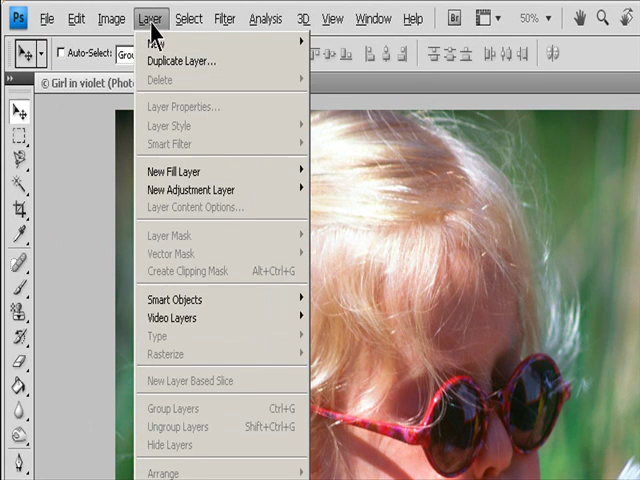 Ps File Edit Image Layer Select Filter Analysis 3D View Window Help Br 50%
Auto-Select: Grou
© Girl in violet (Photo
Duplicate Layer...
Delete
Layer Properties...
Layer Style
Smart Filter
New Fill Layer
New Adjustment Layer
Layer Content Options...
Layer Mask
Vector Mask
Create Clipping Mask Alt+Ctrl+G
Smart Objects
Video Layers
Type
Rasterize
New Layer Based Slice
Group Layers Ctrl+G
Ungroup Layers Shift+Ctrl+G
Hide Layers
Arrange